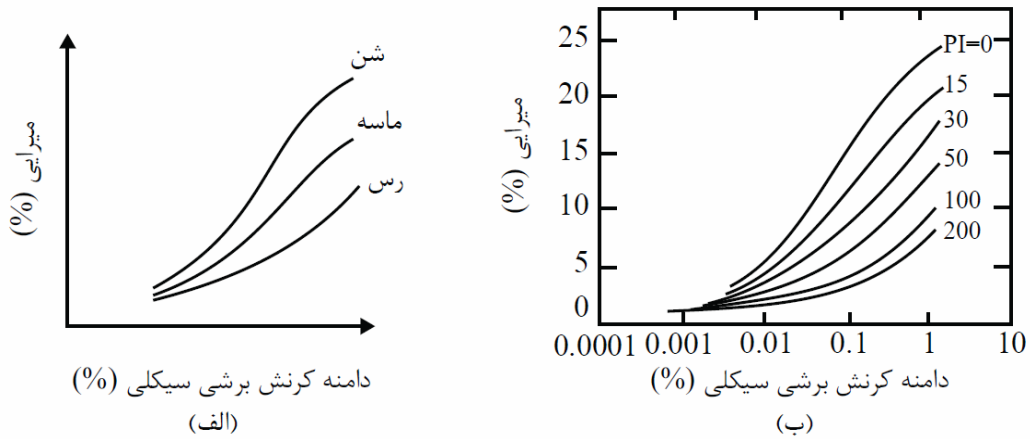 شن
ماسه
رس
میرایی (%)
دامنه کرنش برشی سیکلی (%)
(الف)
25
20
15
10
5
0
PI=0
15
30
50
100
200
میرایی (%)
0.0001 0.001 0.01 0.1 1 10
دامنه کرنش برشی سیکلی (%)
(ب)